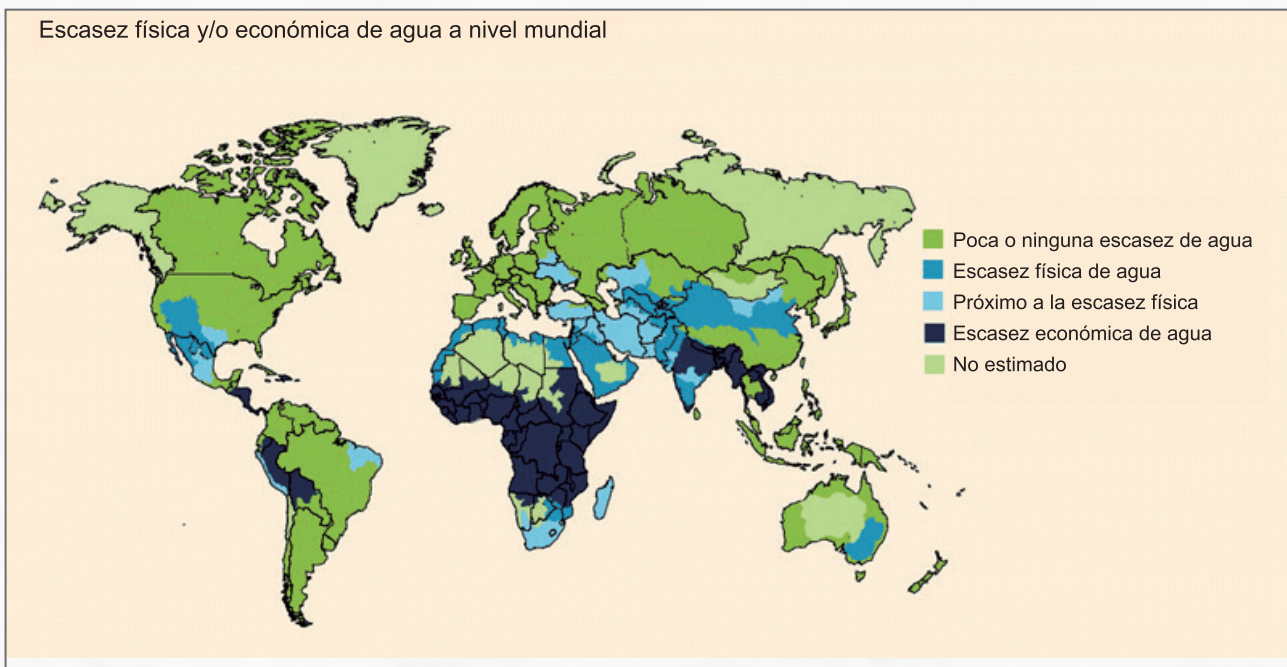 Escasez física y/o económica de agua a nivel mundial
Poca o ninguna escasez de agua
Escasez física de agua
Próximo a la escasez física
Escasez económica de agua
No estimado